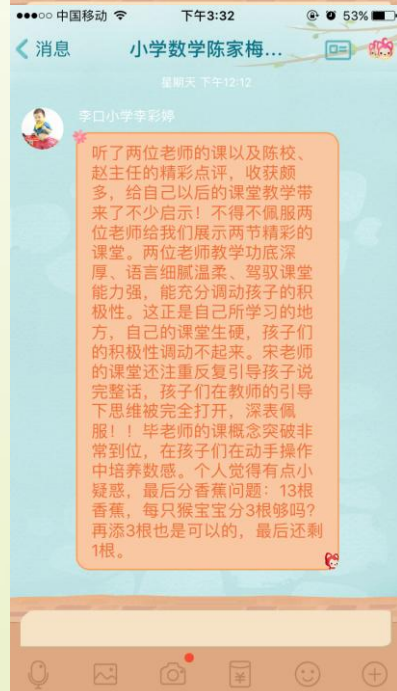 中国移动 下午3:32 53%
消息 小学数学陈家梅...
星期天 下午12:12
李口小学李彩婷
听了两位老师的课以及陈校、
赵主任的精彩点评，收获颇
多，给自己以后的课堂教学带
来了不少启示！不得不佩服两
位老师给我们展示两节精彩的
课堂。两位老师教学功底深
厚、语言细腻温柔、驾驭课堂
能力强，能充分调动孩子的积
极性。这正是自己所学习的地
方，自己的课堂生硬，孩子们
的积极性调动不起来。宋老师
的课堂还注重反复引导孩子说
完整话，孩子们在教师的引导
下思维被完全打开，深表佩
服！！毕老师的课概念突破非
常到位，在孩子们在动手操作
中培养数感。个人觉得有点小
疑惑，最后分香蕉问题：13根
香蕉，每只猴宝宝分3根够吗？
再添3根也是可以的，最后还剩
1根。